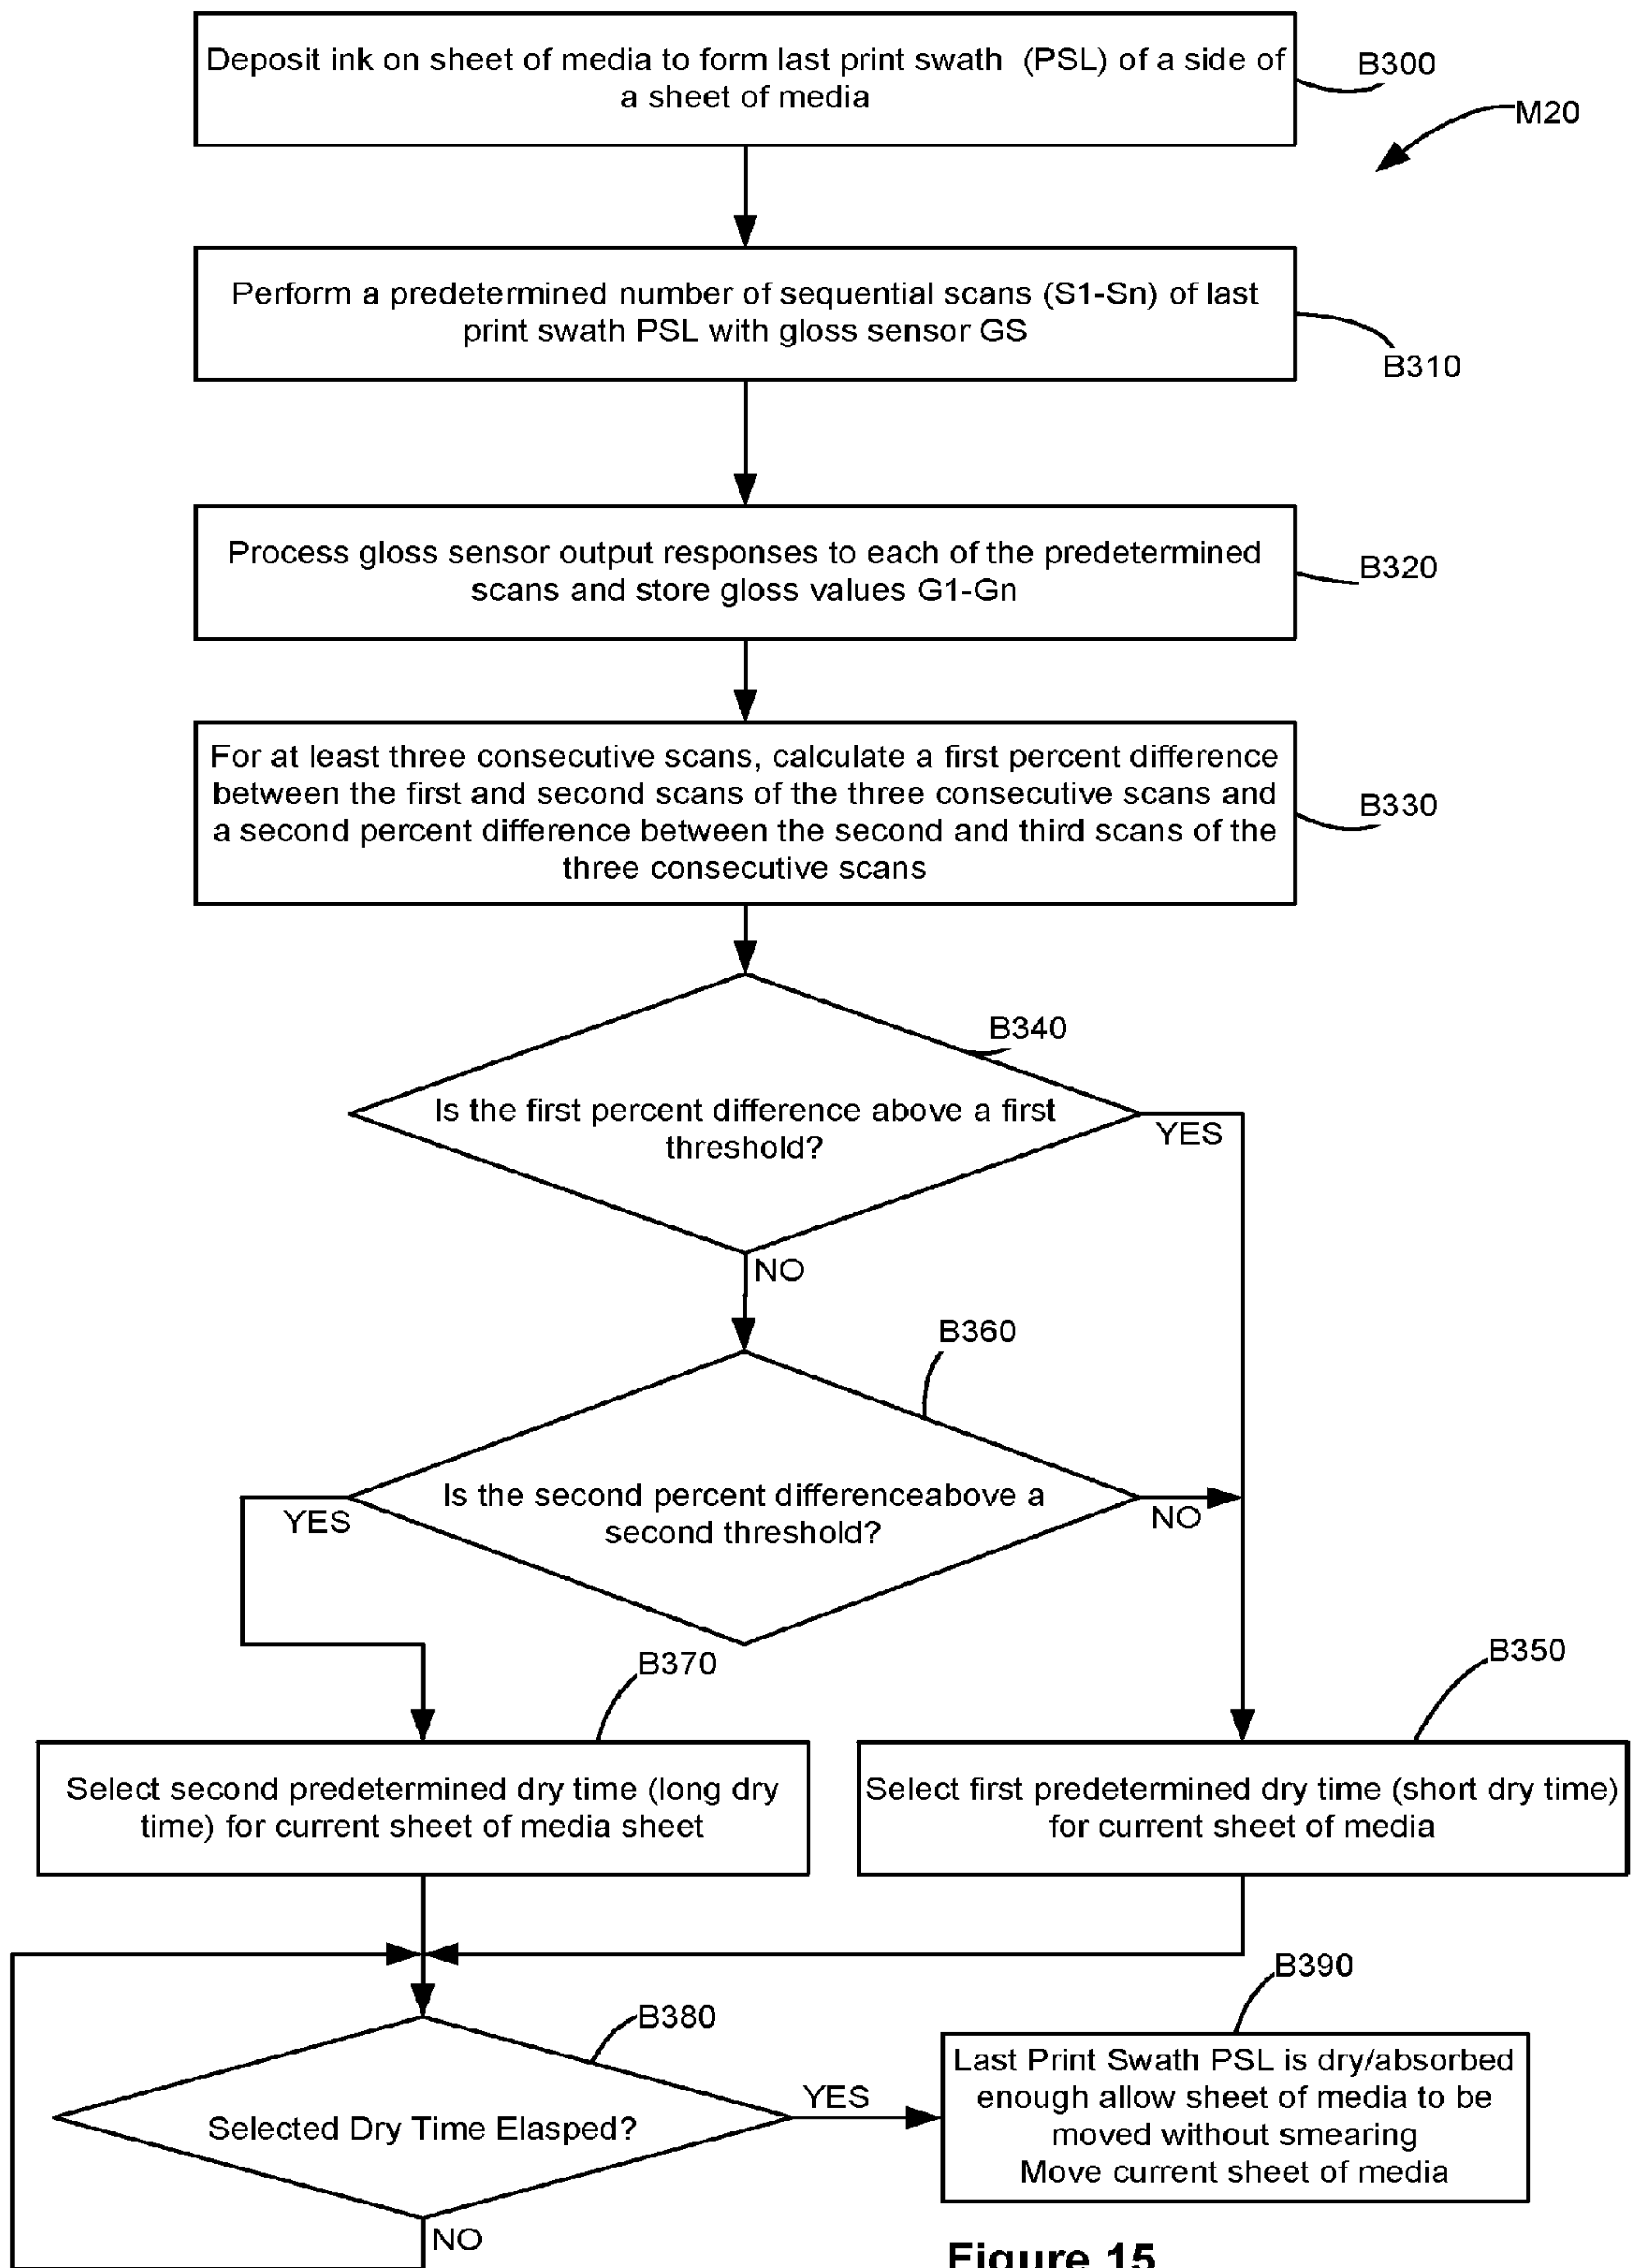 Deposit ink on sheet of media to form last print swath (PSL) of a side of
a sheet of media
B300
M20
Perform a predetermined number of sequential scans (S1-Sn) of last
print swath PSL with gloss sensor GS
B310
Process gloss sensor output responses to each of the predetermined
scans and store gloss values G1-Gn
B320
For at least three consecutive scans, calculate a first percent difference
between the first and second scans of the three consecutive scans and
a second percent difference between the second and third scans of the
three consecutive scans
B330
B340
Is the first percent difference above a first
threshold?
YES
NO
B360
Is the second percent differenceabove a
second threshold?
YES
NO
B370
B350
Select second predetermined dry time (long dry
time) for current sheet of media sheet
Select first predetermined dry time (short dry time)
for current sheet of media
B380
B390
Selected Dry Time Elasped?
YES
NO
Last Print Swath PSL is dry/absorbed
enough allow sheet of media to be
moved without smearing
Move current sheet of media
Figure 15